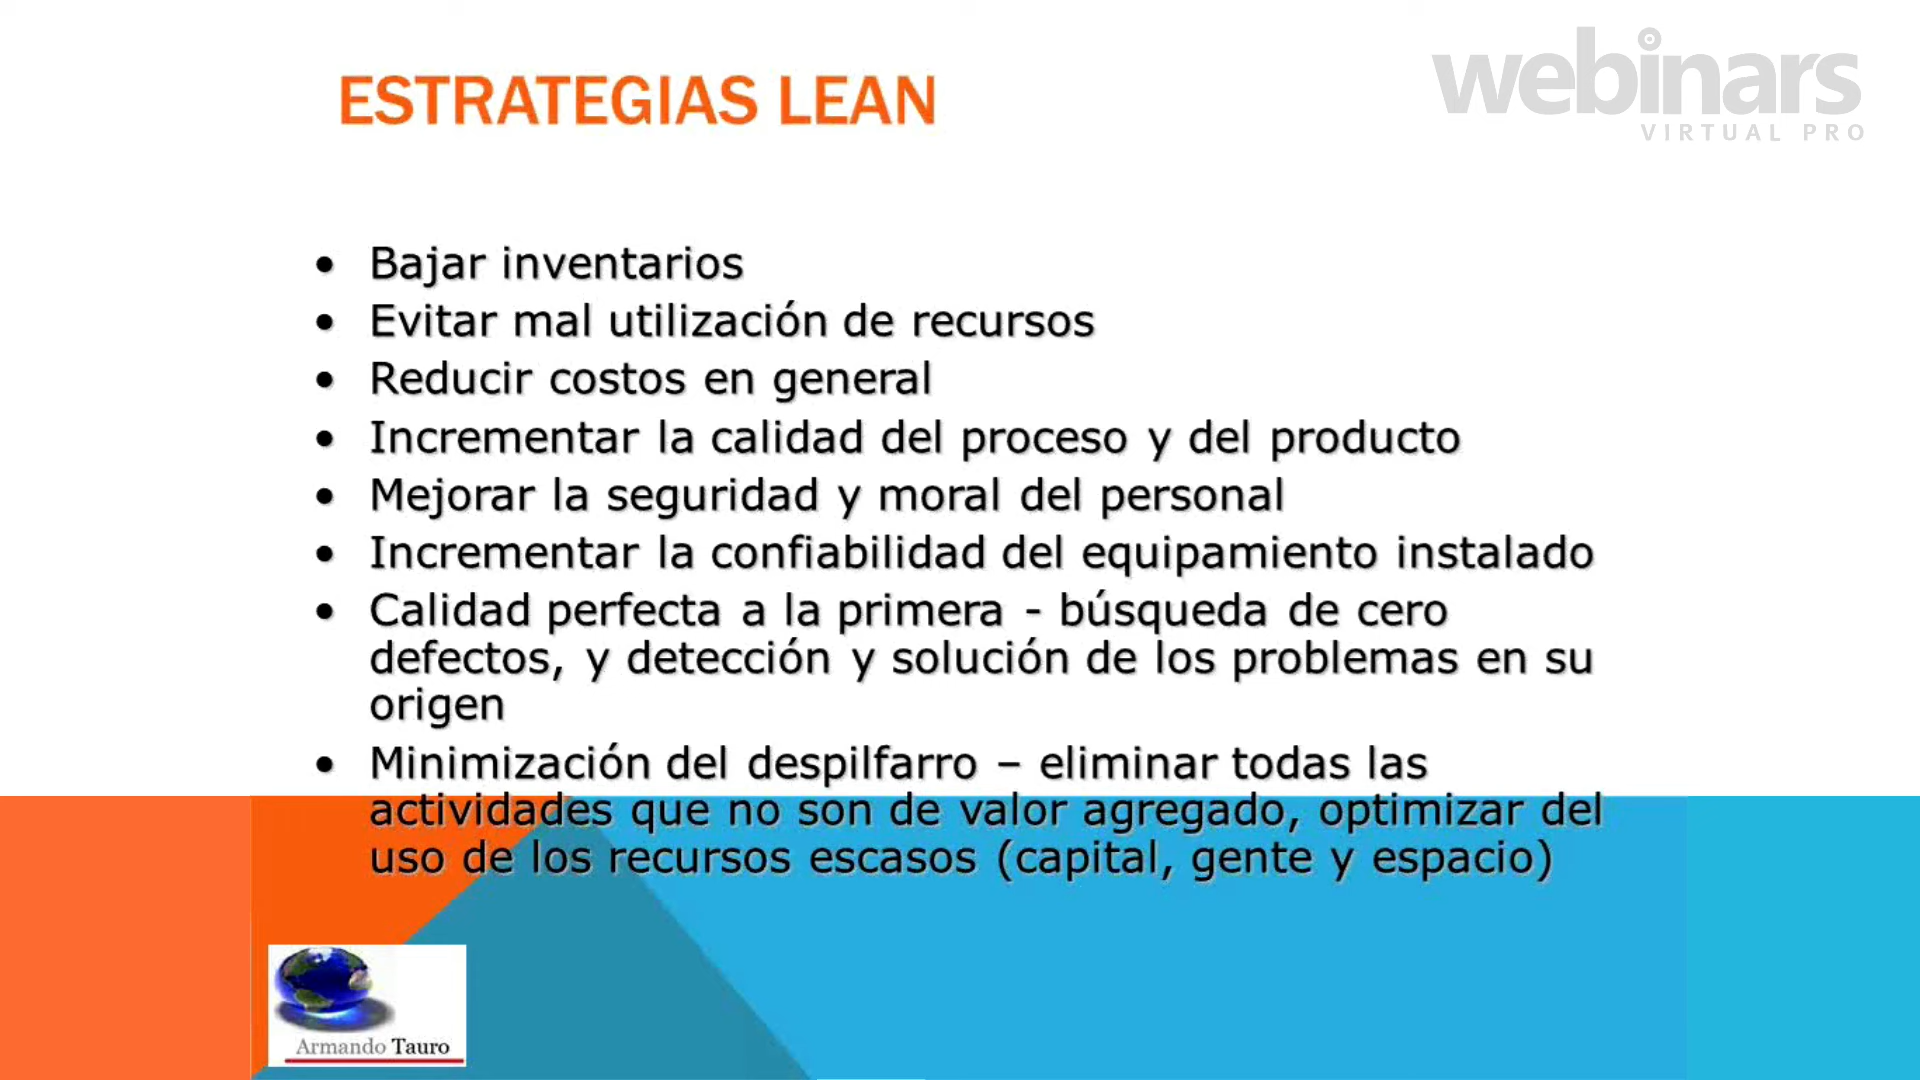 webinars
VIRTUAL PRO
ESTRATEGIAS LEAN
• Bajar inventarios
• Evitar mal utilización de recursos
• Reducir costos en general
• Incrementar la calidad del proceso y del producto
• Mejorar la seguridad y moral del personal
• Incrementar la confiabilidad del equipamiento instalado
• Calidad perfecta a la primera - búsqueda de cero
defectos, y detección y solución de los problemas en su
origen
• Minimización del despilfarro – eliminar todas las
actividades que no son de valor agregado, optimizar del
uso de los recursos escasos (capital, gente y espacio)
Armando Tauro